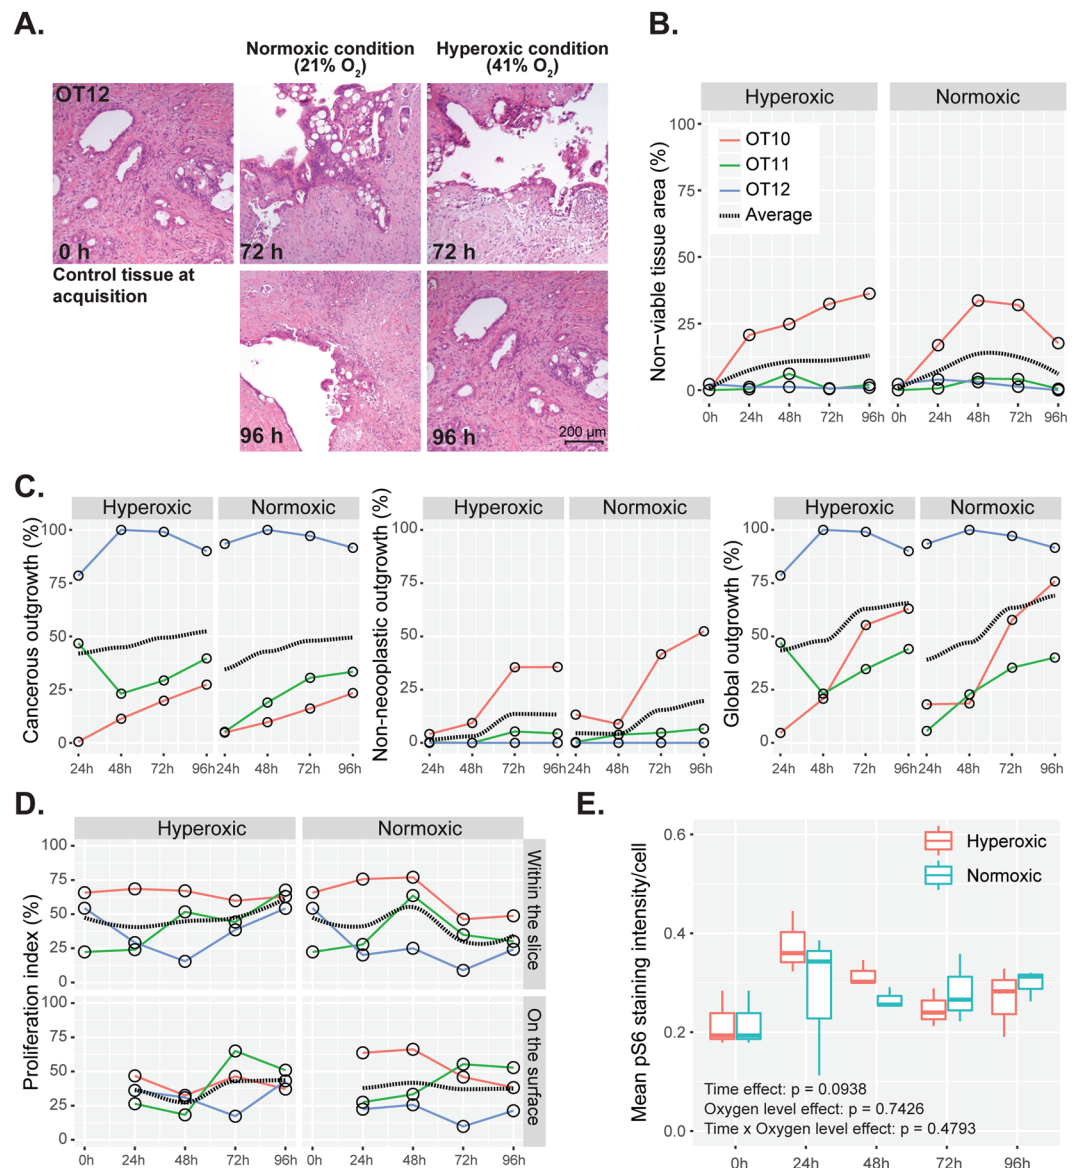 A.
Normoxic condition
(21% O2)
Hyperoxic condition
(41% O2)
OT12
0 h
72 h
72 h
Control tissue at
acquisition
96 h
96 h
200 µm
B.
Hyperoxic
Normoxic
Non−viable tissue area (%)
100
75
50
25
0
OT10
OT11
OT12
Average
0h 24h 48h 72h 96h
0h 24h 48h 72h 96h
C.
Hyperoxic
Normoxic
Cancerous outgrowth (%)
100
75
50
25
0
24h 48h 72h 96h
24h 48h 72h 96h
Hyperoxic
Normoxic
Non-neoplastic outgrowth (%)
100
75
50
25
0
24h 48h 72h 96h
24h 48h 72h 96h
Hyperoxic
Normoxic
Global outgrowth (%)
100
75
50
25
0
24h 48h 72h 96h
24h 48h 72h 96h
D.
Hyperoxic
Normoxic
Proliferation index (%)
100
75
50
25
0
Within the slice
100
75
50
25
0
On the surface
0h 24h 48h 72h 96h
0h 24h 48h 72h 96h
E.
Mean pS6 staining intensity/cell
0.6
0.4
0.2
0.0
Hyperoxic
Normoxic
Time effect: p = 0.0938
Oxygen level effect: p = 0.7426
Time x Oxygen level effect: p = 0.4793
0h 24h 48h 72h 96h